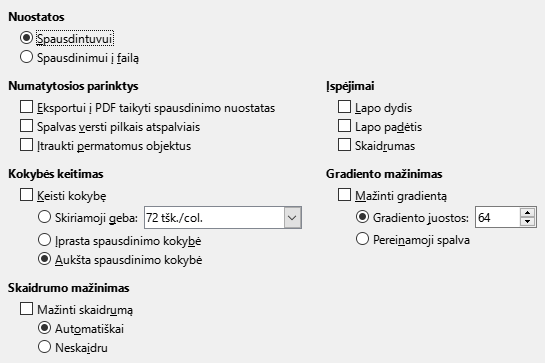 Nuostatos
Spausdintuvui
Spausdinimui į failą
Numatytosios parinktys
Eksportui į PDF taikyti spausdinimo nuostatas
Spalvas versti pilkais atspalviais
Įtraukti permatomus objektus
Įspėjimai
Lapo dydis
Lapo padėtis
Skaidrumas
Kokybės keitimas
Keisti kokybę
Skiriamoji geba: 72 tšk./col.
Įprasta spausdinimo kokybė
Aukšta spausdinimo kokybė
Gradiento mažinimas
Mažinti gradientą
Gradiento juostos: 64
Pereinamoji spalva
Skaidrumo mažinimas
Mažinti skaidrumą
Automatiškai
Neskaidru